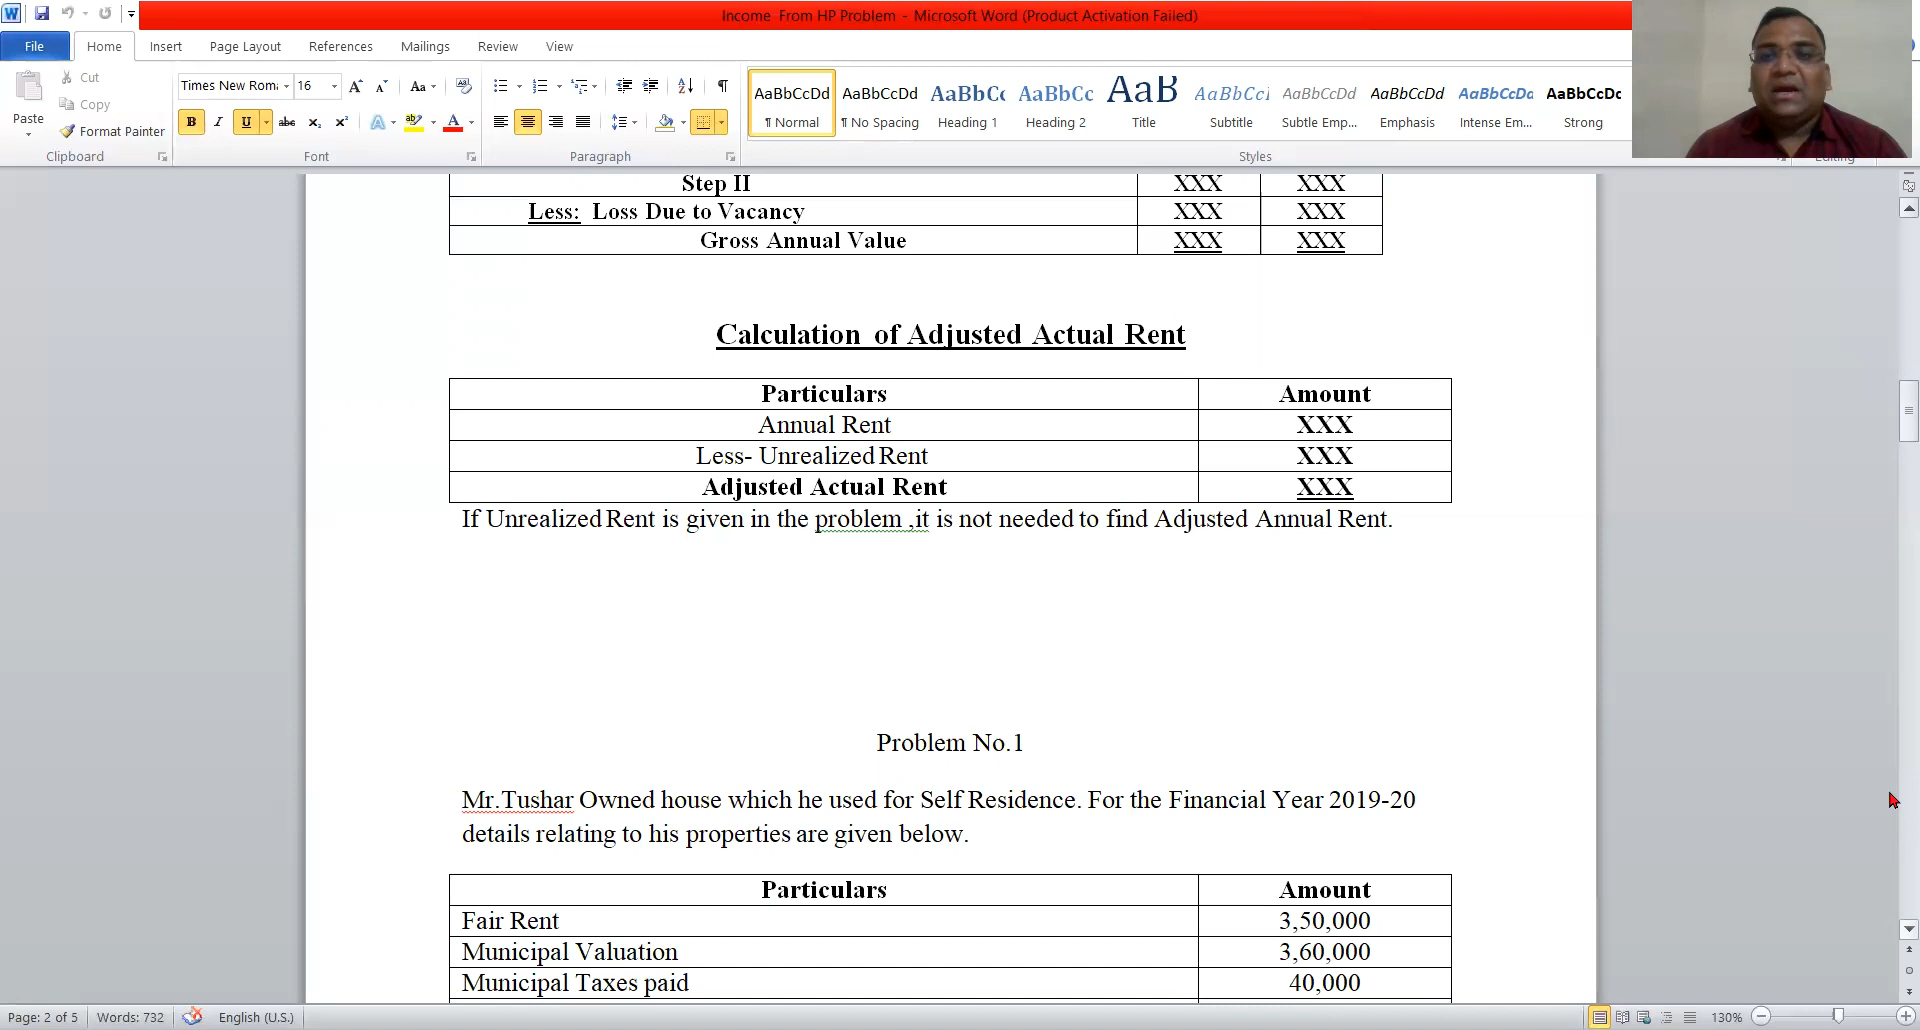 Income From HP Problem - Microsoft Word (Product Activation Failed)
File Home Insert Page Layout References Mailings Review View
Cut
Copy
Format Painter
Paste
Times New Rom: 16
AaBbCcDd AaBbCcDd AaBbCc AaBbCc AaB AaBbCcI AaBbCcDd AaBbCcDd AaBbCcDd AaBbCcDc
¶ Normal ¶ No Spacing Heading 1 Heading 2 Title Subtitle Subtle Emp... Emphasis Intense Em... Strong
Clipboard Font Paragraph Styles Editing
Step II XXX XXX
Less: Loss Due to Vacancy XXX XXX
Gross Annual Value XXX XXX
Calculation of Adjusted Actual Rent
Particulars Amount
Annual Rent XXX
Less- Unrealized Rent XXX
Adjusted Actual Rent XXX
If Unrealized Rent is given in the problem ,it is not needed to find Adjusted Annual Rent.
Problem No.1
Mr.Tushar Owned house which he used for Self Residence. For the Financial Year 2019-20
details relating to his properties are given below.
Particulars Amount
Fair Rent 3,50,000
Municipal Valuation 3,60,000
Municipal Taxes paid 40,000
Page: 2 of 5 Words: 732 English (U.S.) 130%